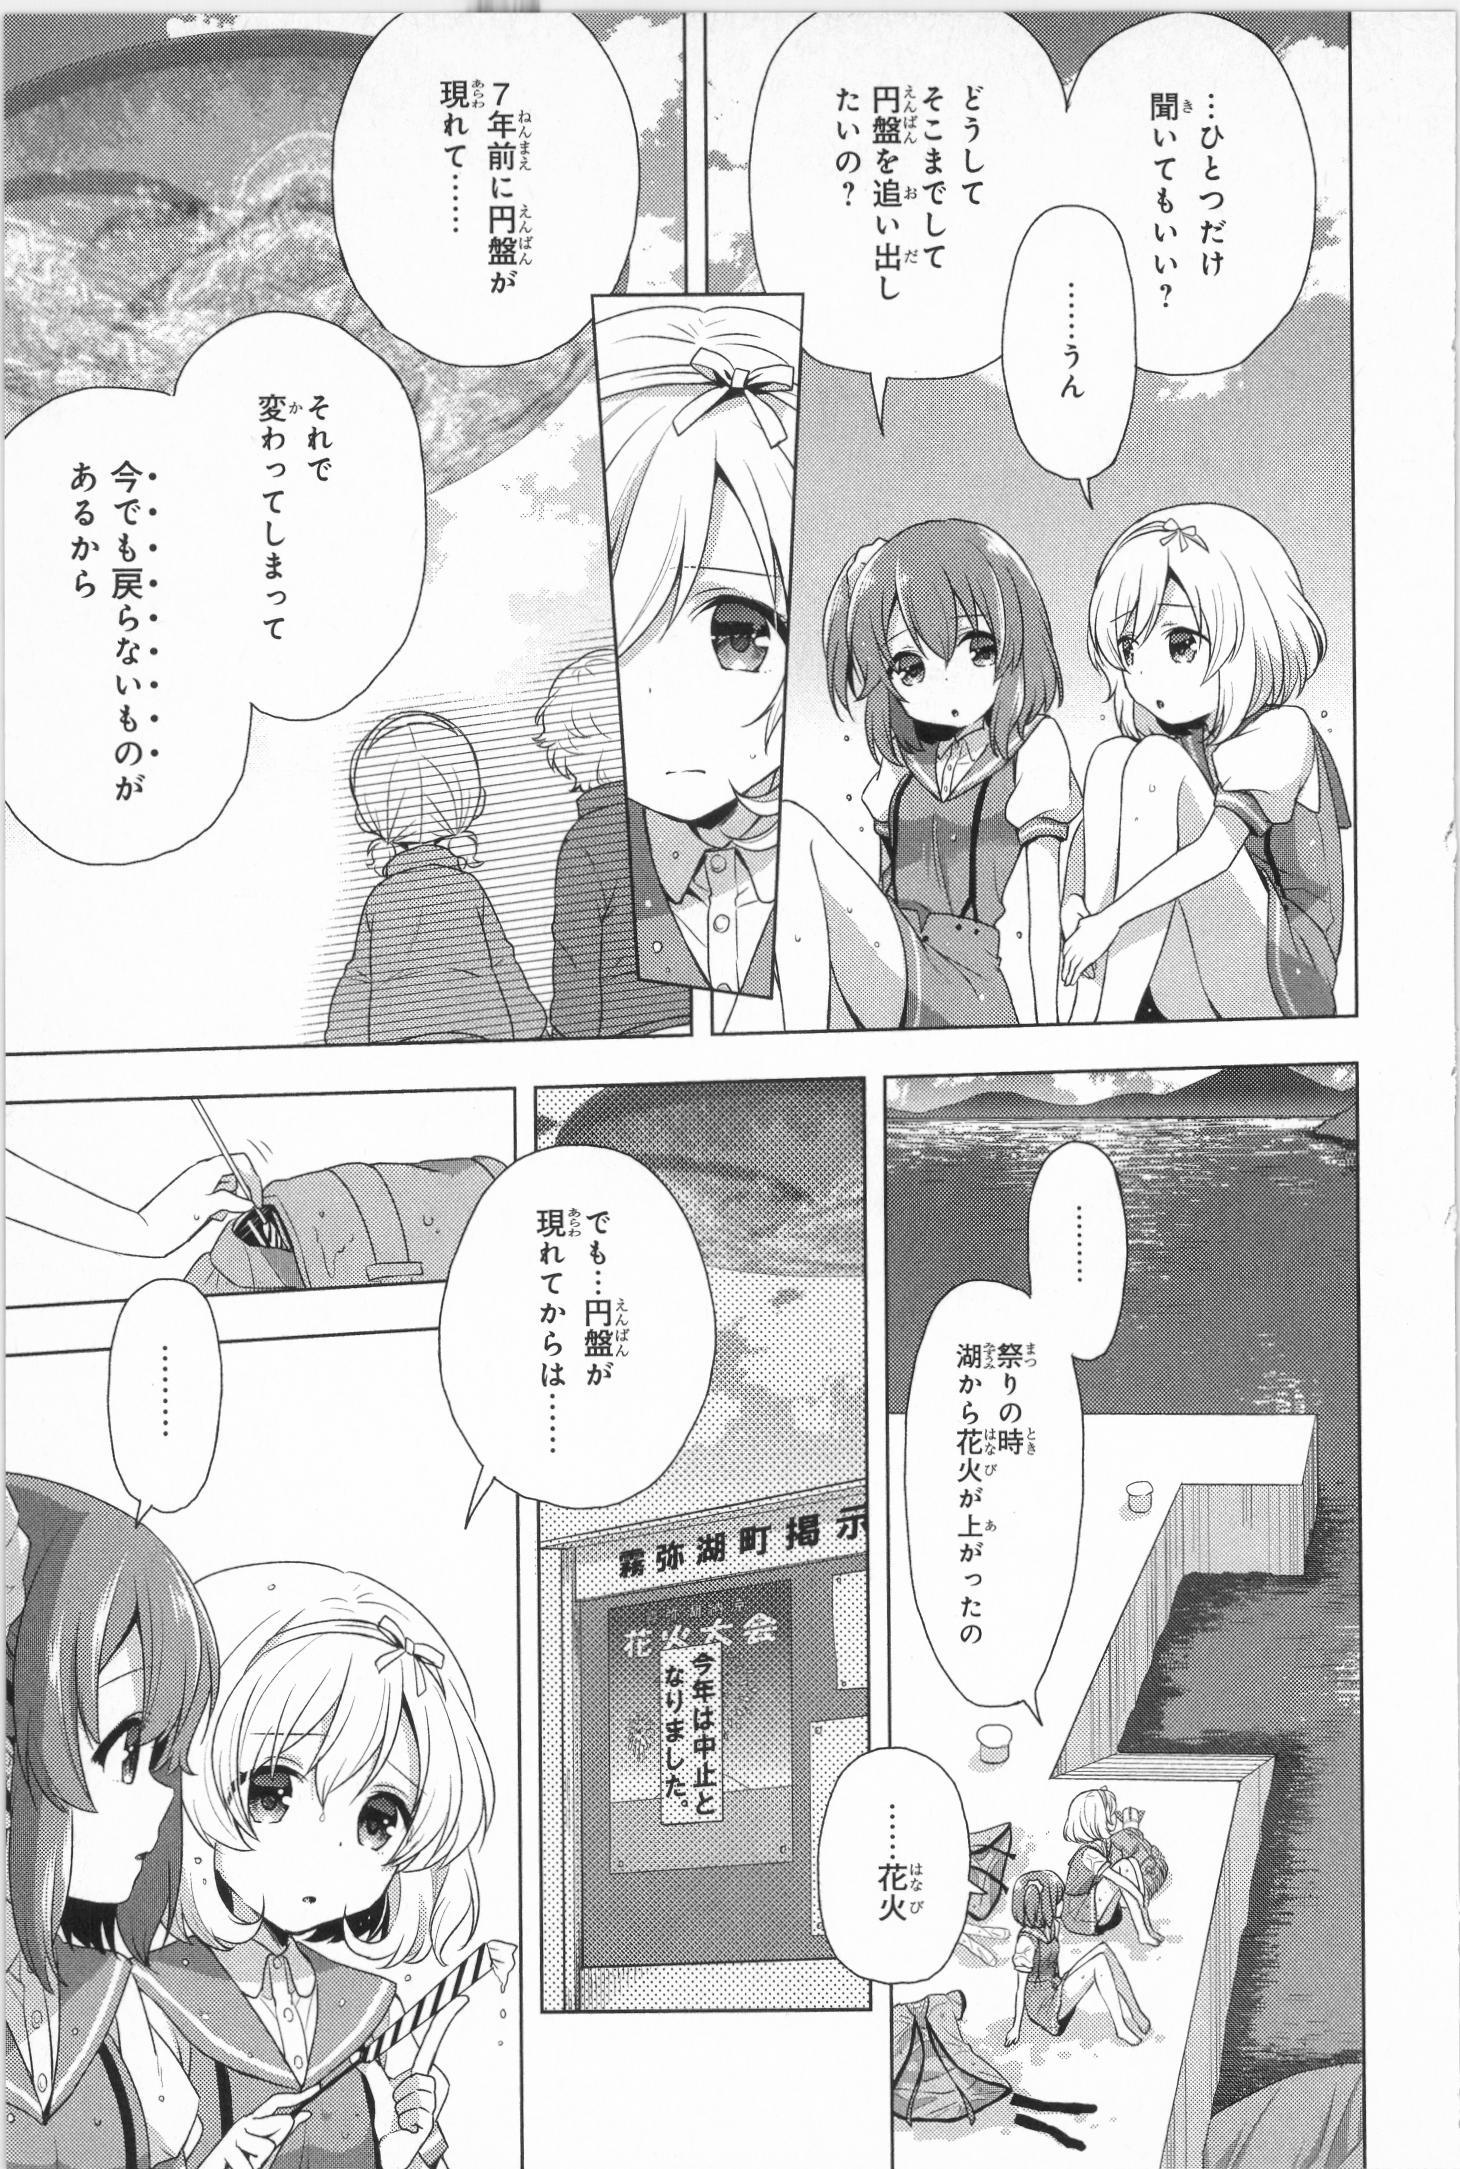 …ひとつだけ
聞いてもいい？
……うん
どうして
そこまでして
円盤を追い出し
たいの？
7年前に円盤が
現れて……
それで
変わってしまって
今でも戻らないものが
あるから
………
祭りの時
湖から花火が上がったの
……花火
でも…円盤が
現れてからは……
霧弥湖町掲示
花火大会
今年は中止と
なりました。
………